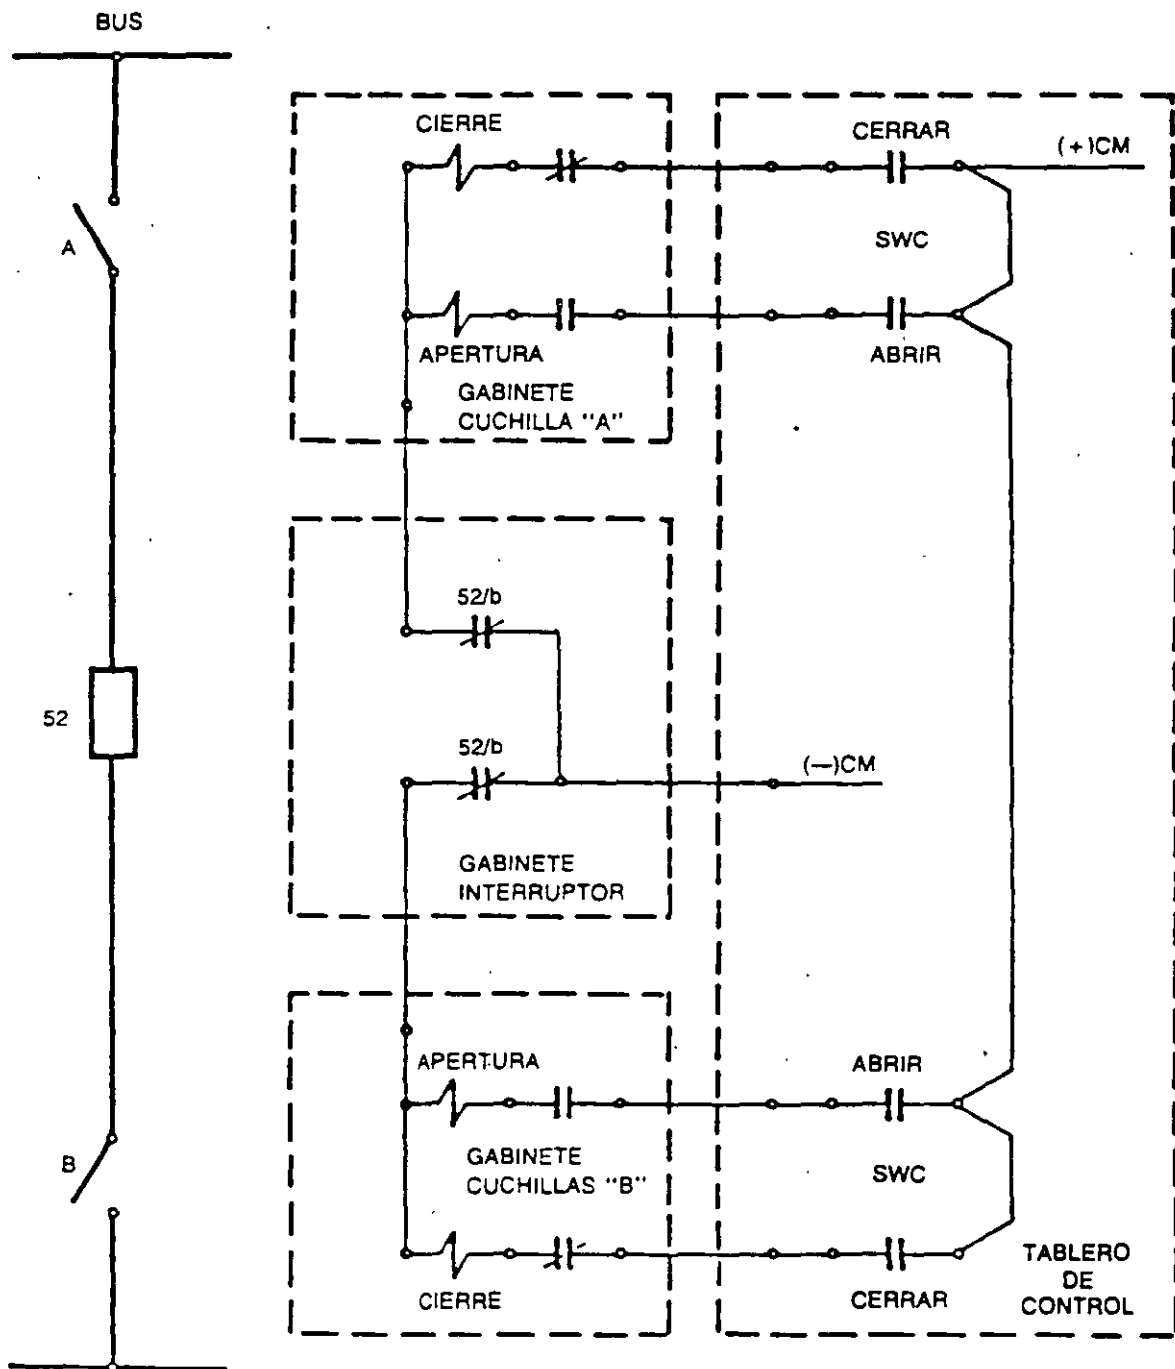 BUS
A
52
B
CIERRE
APERTURA
GABINETE
CUCHILLA "A"
CERRAR
(+)CM
SWC
ABRIR
52/b
52/b
(—)CM
GABINETE
INTERRUPTOR
APERTURA
GABINETE
CUCHILLAS "B"
CIERRE
ABRIR
SWC
CERRAR
TABLERO
DE
CONTROL